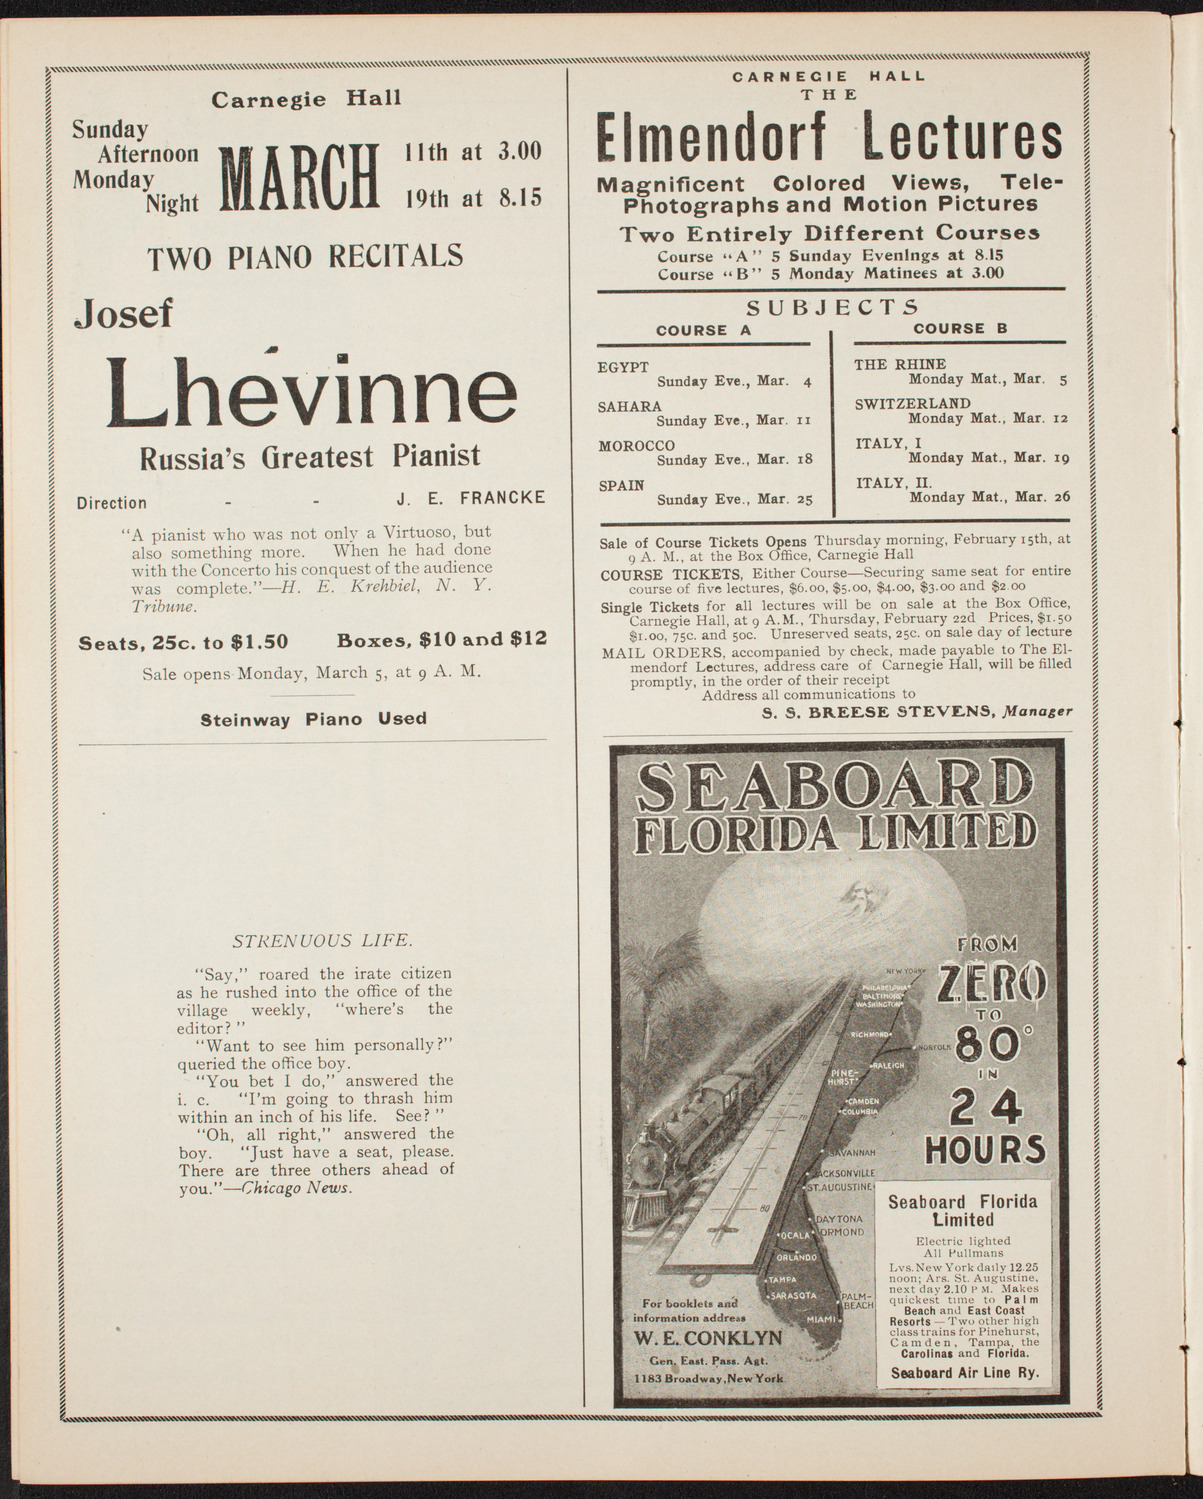 Carnegie Hall
Sunday
Afternoon
Monday
Night
MARCH
11th at 3.00
19th at 8.15
TWO PIANO RECITALS
Josef
Lhévinne
Russia's Greatest Pianist
Direction - - J. E. FRANCKE
"A pianist who was not only a Virtuoso, but
also something more. When he had done
with the Concerto his conquest of the audience
was complete."—H. E. Krehbiel, N. Y.
Tribune.
Seats, 25c. to $1.50 Boxes, $10 and $12
Sale opens Monday, March 5, at 9 A. M.
Steinway Piano Used
STRENUOUS LIFE.
"Say," roared the irate citizen
as he rushed into the office of the
village weekly, "where's the
editor?"
"Want to see him personally?"
queried the office boy.
"You bet I do," answered the
i. c. "I'm going to thrash him
within an inch of his life. See?"
"Oh, all right," answered the
boy. "Just have a seat, please.
There are three others ahead of
you."—Chicago News.
CARNEGIE HALL
THE
Elmendorf Lectures
Magnificent Colored Views, Tele-
Photographs and Motion Pictures
Two Entirely Different Courses
Course "A" 5 Sunday Evenings at 8.15
Course "B" 5 Monday Matinees at 3.00
SUBJECTS
COURSE A
EGYPT
Sunday Eve., Mar. 4
SAHARA
Sunday Eve., Mar. 11
MOROCCO
Sunday Eve., Mar. 18
SPAIN
Sunday Eve., Mar. 25
COURSE B
THE RHINE
Monday Mat., Mar. 5
SWITZERLAND
Monday Mat., Mar. 12
ITALY, I
Monday Mat., Mar. 19
ITALY, II.
Monday Mat., Mar. 26
Sale of Course Tickets Opens Thursday morning, February 15th, at
9 A. M., at the Box Office, Carnegie Hall
COURSE TICKETS, Either Course—Securing same seat for entire
course of five lectures, $6.00, $5.00, $4.00, $3.00 and $2.00
Single Tickets for all lectures will be on sale at the Box Office,
Carnegie Hall, at 9 A.M., Thursday, February 22d Prices, $1.50
$1.00, 75c. and 50c. Unreserved seats, 25c. on sale day of lecture
MAIL ORDERS, accompanied by check, made payable to The El-
mendorf Lectures, address care of Carnegie Hall, will be filled
promptly, in the order of their receipt
Address all communications to
S. S. BREESE STEVENS, Manager
SEABOARD
FLORIDA LIMITED
FROM
ZERO
TO
80°
IN
24
HOURS
NEW YORK
PHILADELPHIA
BALTIMORE
WASHINGTON
RICHMOND
NORFOLK
RALEIGH
PINE-
HURST
CAMDEN
COLUMBIA
70
SAVANNAH
JACKSONVILLE
ST. AUGUSTINE
80
DAYTONA
OCALA
ORMOND
ORLANDO
TAMPA
SARASOTA
PALM-
BEACH
MIAMI
For booklets and
information address
W. E. CONKLYN
Gen. East. Pass. Agt.
1183 Broadway, New York
Seaboard Florida
Limited
Electric lighted
All Pullmans
Lvs. New York daily 12.25
noon; Ars. St. Augustine,
next day 2.10 P M. Makes
quickest time to Palm
Beach and East Coast
Resorts — Two other high
class trains for Pinehurst,
Camden, Tampa, the
Carolinas and Florida.
Seaboard Air Line Ry.